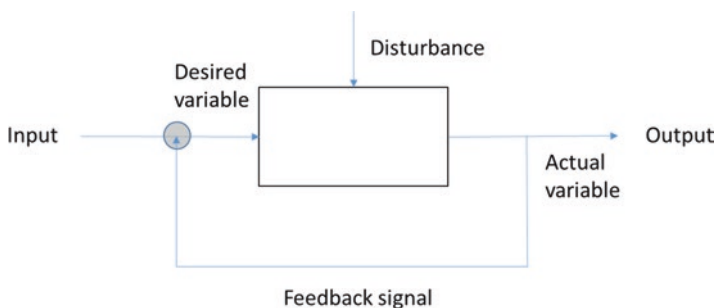 Disturbance
Desired
variable
Input
Output
Actual
variable
Feedback signal